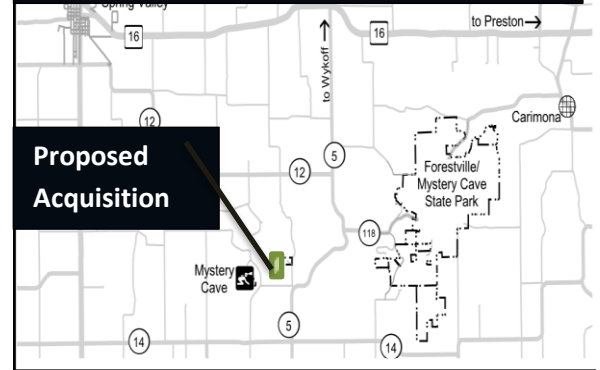 Spring Valley
to Preston
16
16
to Wykoff
12
Carimona
Proposed
Acquisition
5
12
Forestville/
Mystery Cave
State Park
118
Mystery
Cave
5
14
14